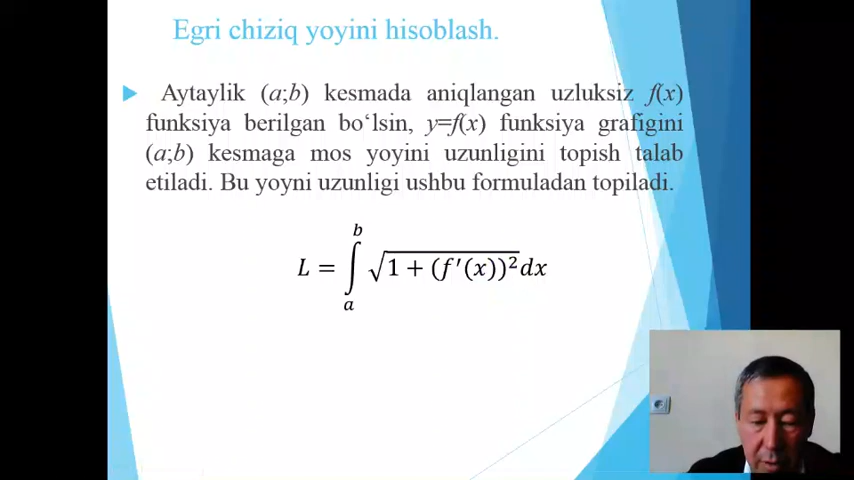 Egri chiziq yoyini hisoblash.
Aytaylik (a;b) kesmada aniqlangan uzluksiz f(x)
funksiya berilgan bo‘lsin, y=f(x) funksiya grafigini
(a;b) kesmaga mos yoyini uzunligini topish talab
etiladi. Bu yoyni uzunligi ushbu formuladan topiladi.
L = ∫_a^b √(1 + (f′(x))²) dx